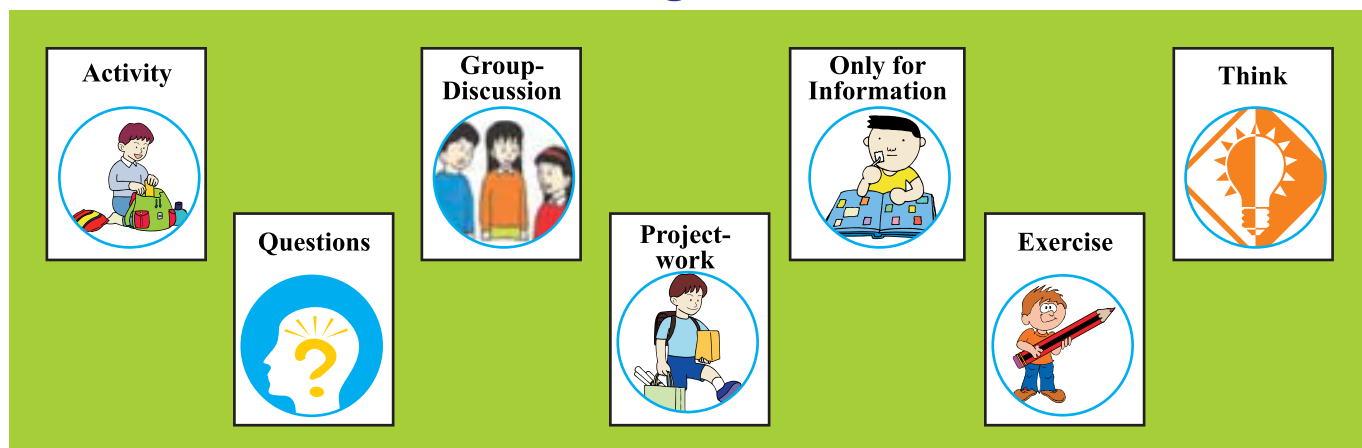 Activity
Questions
Group-
Discussion
Project-
work
Only for
Information
Exercise
Think